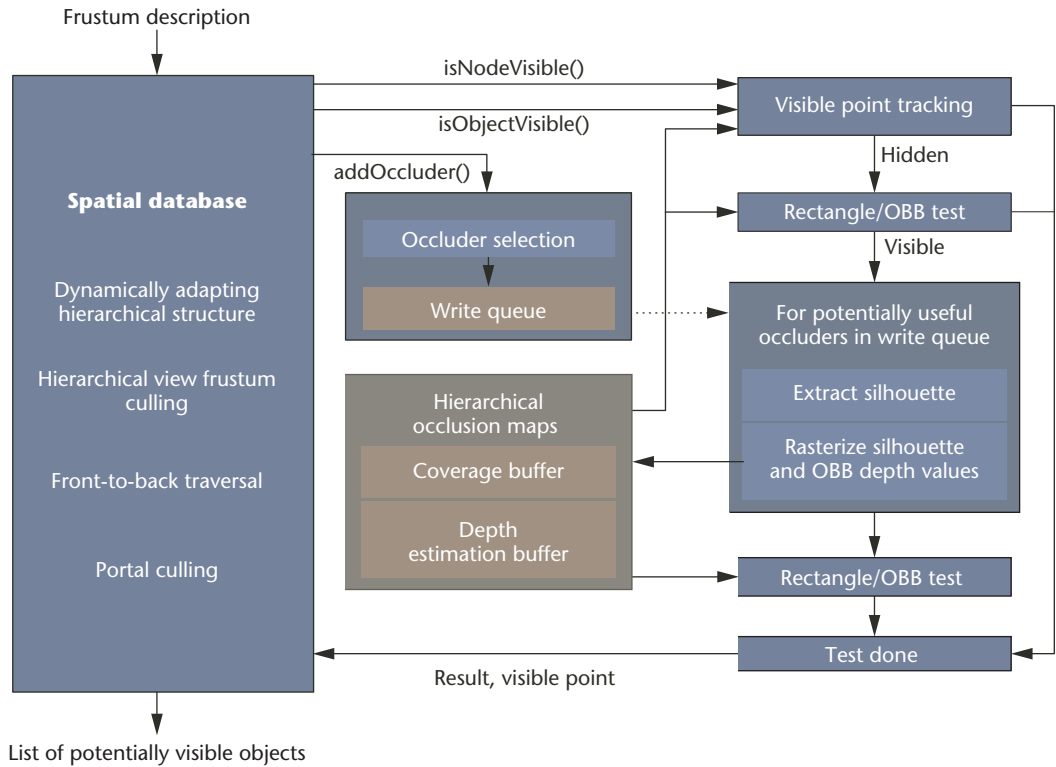 Frustum description
isNodeVisible()
isObjectVisible()
addOccluder()
Spatial database
Dynamically adapting
hierarchical structure
Hierarchical view frustum
culling
Front-to-back traversal
Portal culling
Occluder selection
Write queue
Hierarchical
occlusion maps
Coverage buffer
Depth
estimation buffer
Visible point tracking
Hidden
Rectangle/OBB test
Visible
For potentially useful
occluders in write queue
Extract silhouette
Rasterize silhouette
and OBB depth values
Rectangle/OBB test
Test done
Result, visible point
List of potentially visible objects